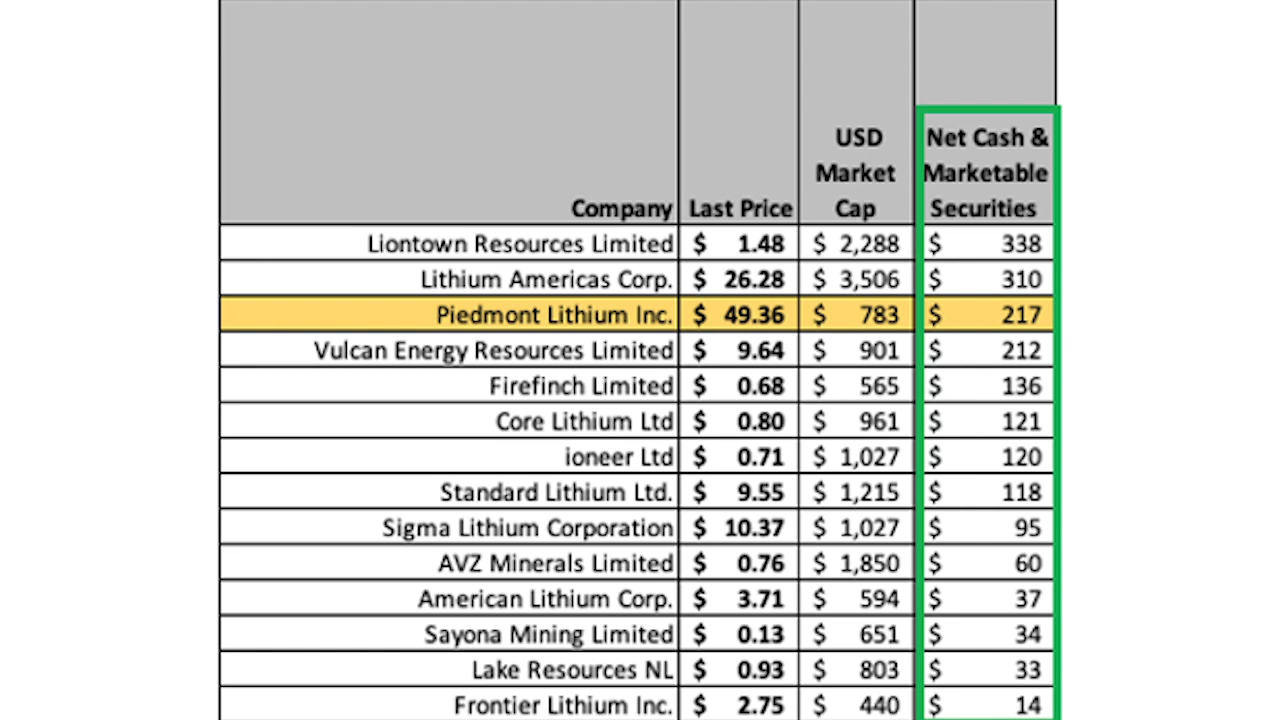 Company Last Price USD Market Cap Net Cash & Marketable Securities
Liontown Resources Limited $ 1.48 $ 2,288 $ 338
Lithium Americas Corp. $ 26.28 $ 3,506 $ 310
Piedmont Lithium Inc. $ 49.36 $ 783 $ 217
Vulcan Energy Resources Limited $ 9.64 $ 901 $ 212
Firefinch Limited $ 0.68 $ 565 $ 136
Core Lithium Ltd $ 0.80 $ 961 $ 121
ioneer Ltd $ 0.71 $ 1,027 $ 120
Standard Lithium Ltd. $ 9.55 $ 1,215 $ 118
Sigma Lithium Corporation $ 10.37 $ 1,027 $ 95
AVZ Minerals Limited $ 0.76 $ 1,850 $ 60
American Lithium Corp. $ 3.71 $ 594 $ 37
Sayona Mining Limited $ 0.13 $ 651 $ 34
Lake Resources NL $ 0.93 $ 803 $ 33
Frontier Lithium Inc. $ 2.75 $ 440 $ 14